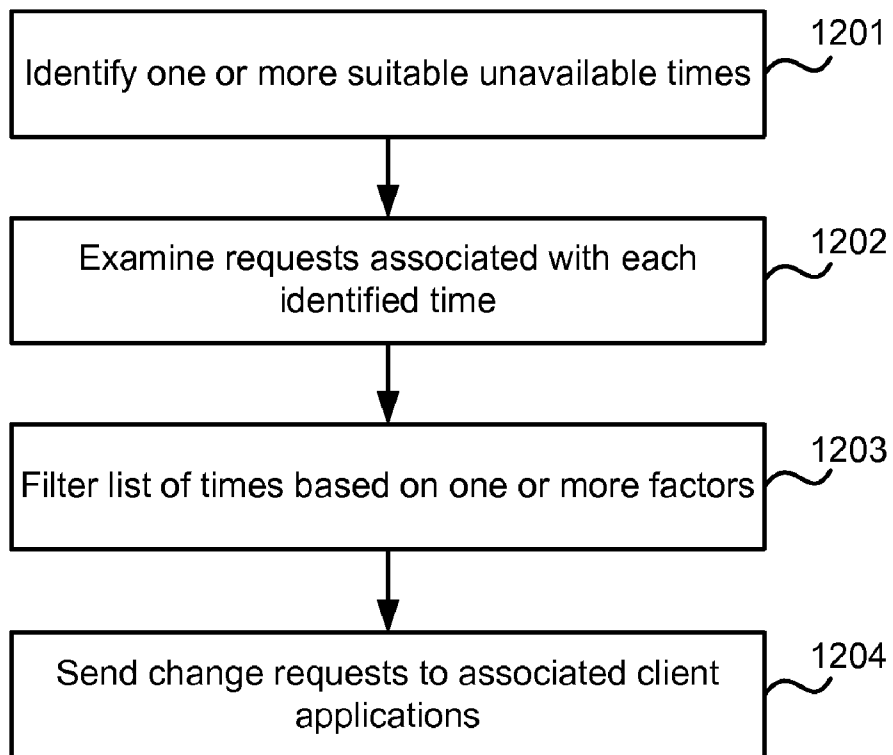 1201
Identify one or more suitable unavailable times
1202
Examine requests associated with each
identified time
1203
Filter list of times based on one or more factors
1204
Send change requests to associated client
applications